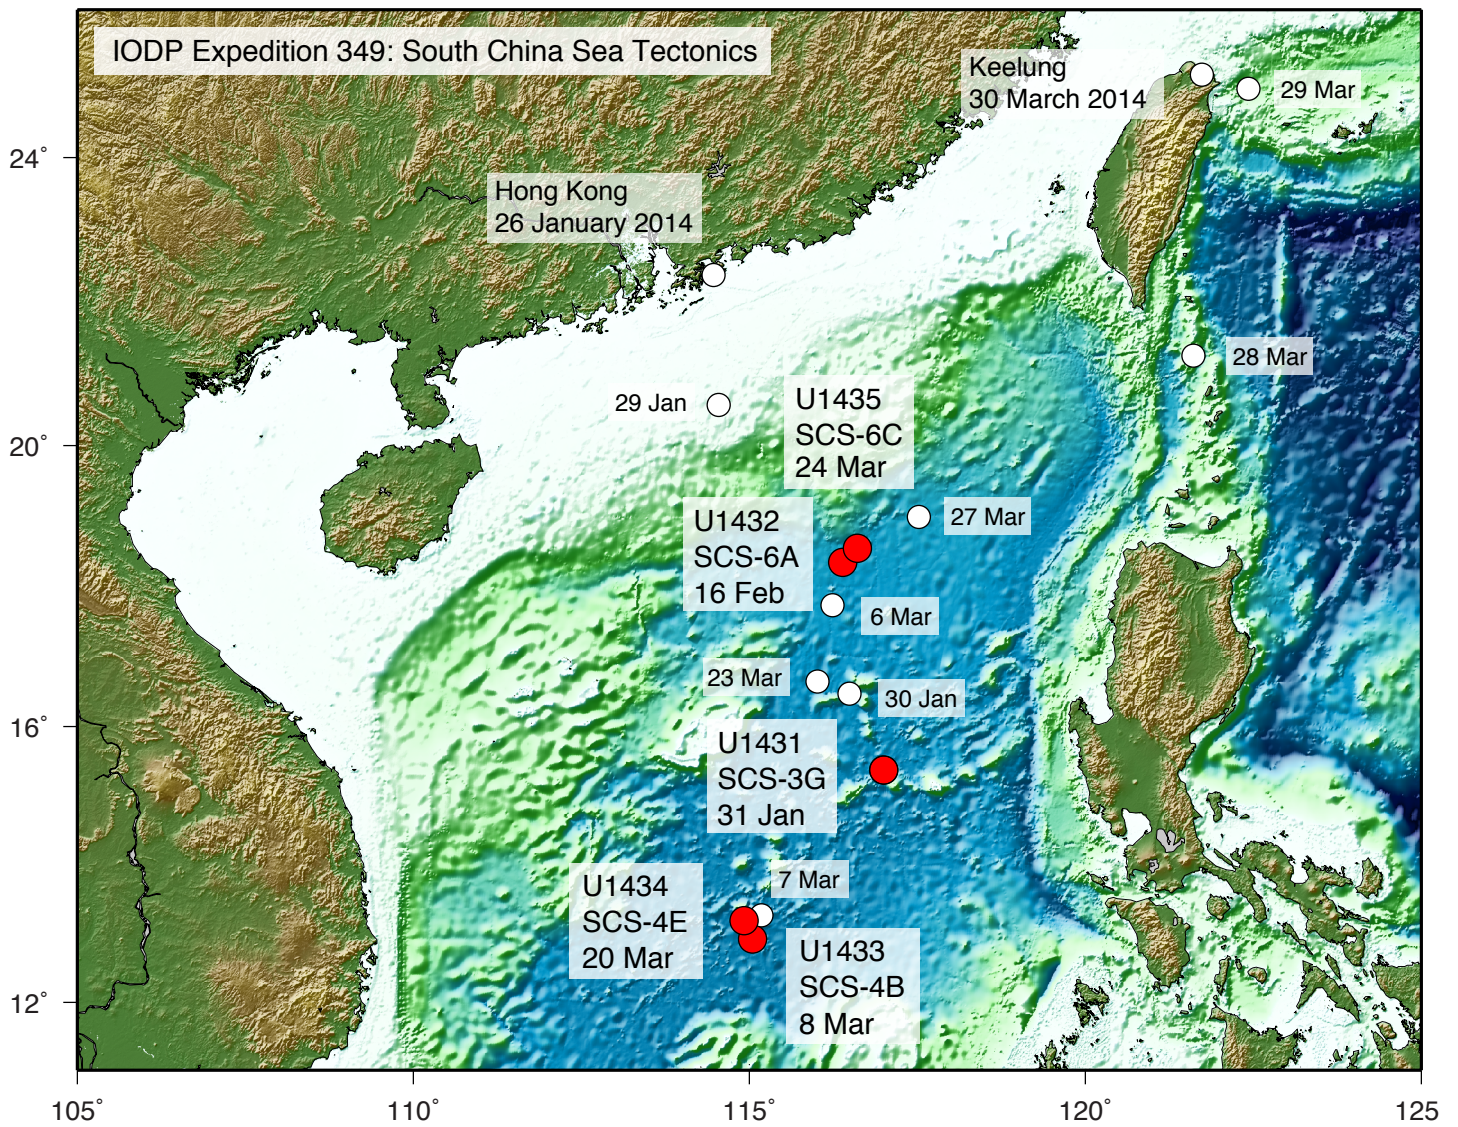 IODP Expedition 349: South China Sea Tectonics
Keelung
30 March 2014
29 Mar
24˚
Hong Kong
26 January 2014
28 Mar
29 Jan
U1435
SCS-6C
24 Mar
20˚
U1432
SCS-6A
16 Feb
27 Mar
6 Mar
23 Mar
30 Jan
16˚
U1431
SCS-3G
31 Jan
7 Mar
U1434
SCS-4E
20 Mar
U1433
SCS-4B
8 Mar
12˚
105˚
110˚
115˚
120˚
125